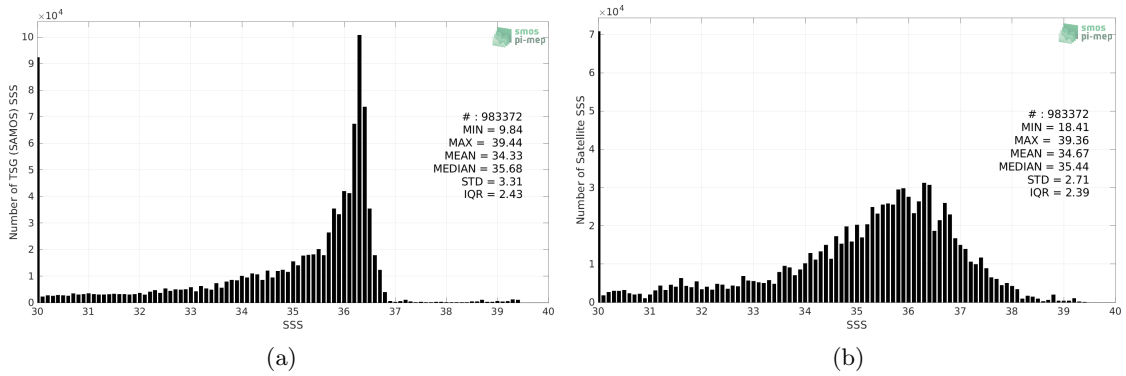 ×10⁴
10
9
8
7
6
5
4
3
2
1
0
30 31 32 33 34 35 36 37 38 39 40
SSS
Number of TSG (SAMOS) SSS
smos
pi-mep
# : 983372
MIN = 9.84
MAX = 39.44
MEAN = 34.33
MEDIAN = 35.68
STD = 3.31
IQR = 2.43
(a)
×10⁴
7
6
5
4
3
2
1
0
30 31 32 33 34 35 36 37 38 39 40
SSS
Number of Satellite SSS
smos
pi-mep
# : 983372
MIN = 18.41
MAX = 39.36
MEAN = 34.67
MEDIAN = 35.44
STD = 2.71
IQR = 2.39
(b)